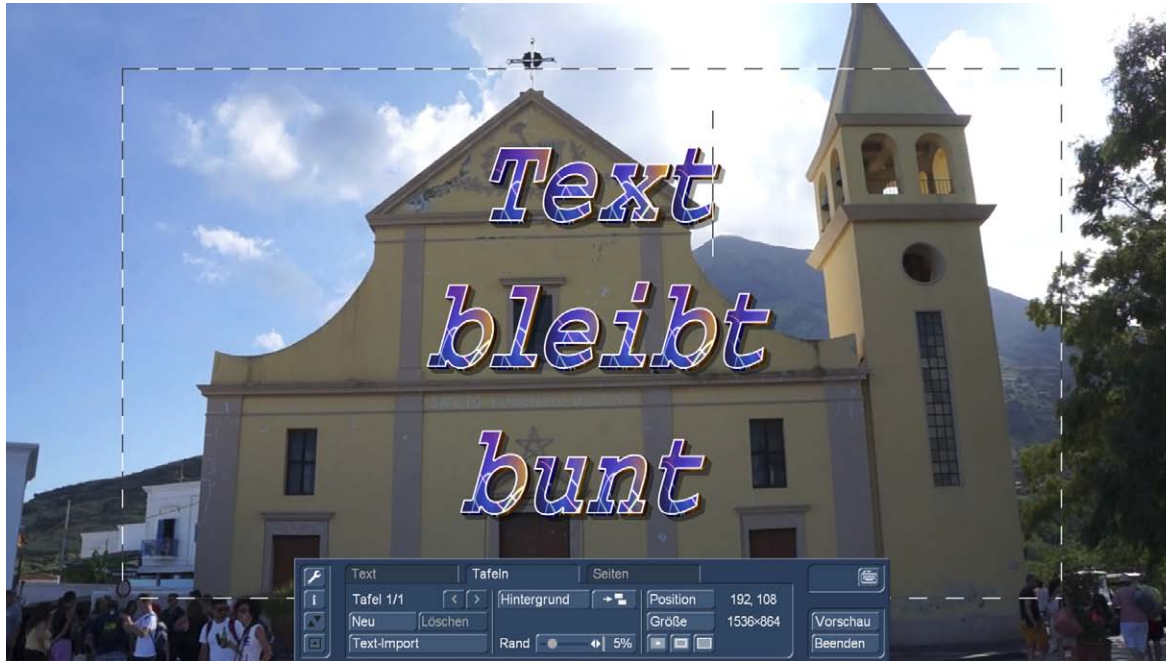 Text
bleibt
bunt
Text Tafeln Seiten
Tafel 1/1 < > Hintergrund Position 192, 108
Neu Löschen Größe 1536×864 Vorschau
Text-Import Rand 5% Beenden